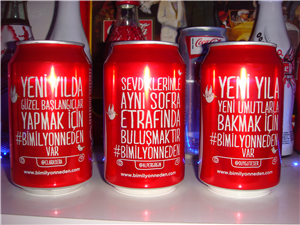 YENİ YILDA
GÜZEL BAŞLANGIÇLAR
YAPMAK İÇİN
#BİMİLYONNEDEN
VAR
www.bimilyonneden.com
SEVDİKLERİNLE
AYNI SOFRA
ETRAFINDA
BULUŞMAKTIR
#BİMİLYONNEDEN
www.bimilyonneden.com
YENİ YILA
YENİ UMUTLARLA
BAKMAK İÇİN
#BİMİLYONNEDEN
VAR
www.bimilyonneden.com